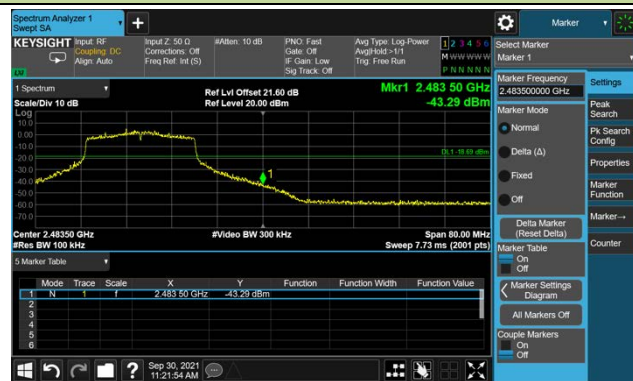 Spectrum Analyzer 1
Swept SA
Marker
KEYSIGHT
Input: RF
Coupling: DC
Align: Auto
Input Z: 50 Ω
Corrections: Off
Freq Ref: Int (S)
#Atten: 10 dB
PNO: Fast
Gate: Off
IF Gain: Low
Sig Track: Off
Avg Type: Log-Power
Avg|Hold:>1/1
Trig: Free Run
1 2 3 4 5 6
M W W W W W
P N N N N N
Select Marker
Marker 1
1 Spectrum
Scale/Div 10 dB
Ref Lvl Offset 21.60 dB
Ref Level 20.00 dBm
Mkr1 2.483 50 GHz
-43.29 dBm
Log
10.0
0.00
-10.0
-20.0
-30.0
-40.0
-50.0
-60.0
-70.0
DL1 -18.69 dBm
1
Center 2.48350 GHz
#Res BW 100 kHz
#Video BW 300 kHz
Span 80.00 MHz
Sweep 7.73 ms (2001 pts)
5 Marker Table
Mode Trace Scale X Y Function Function Width Function Value
1 N 1 f 2.483 50 GHz -43.29 dBm
2
3
4
5
6
Marker Frequency
2.483500000 GHz
Marker Mode
Normal
Delta (Δ)
Fixed
Off
Delta Marker
(Reset Delta)
Marker Table
On
Off
Marker Settings
Diagram
All Markers Off
Couple Markers
On
Off
Settings
Peak
Search
Pk Search
Config
Properties
Marker
Function
Marker→
Counter
?
Sep 30, 2021
11:21:54 AM